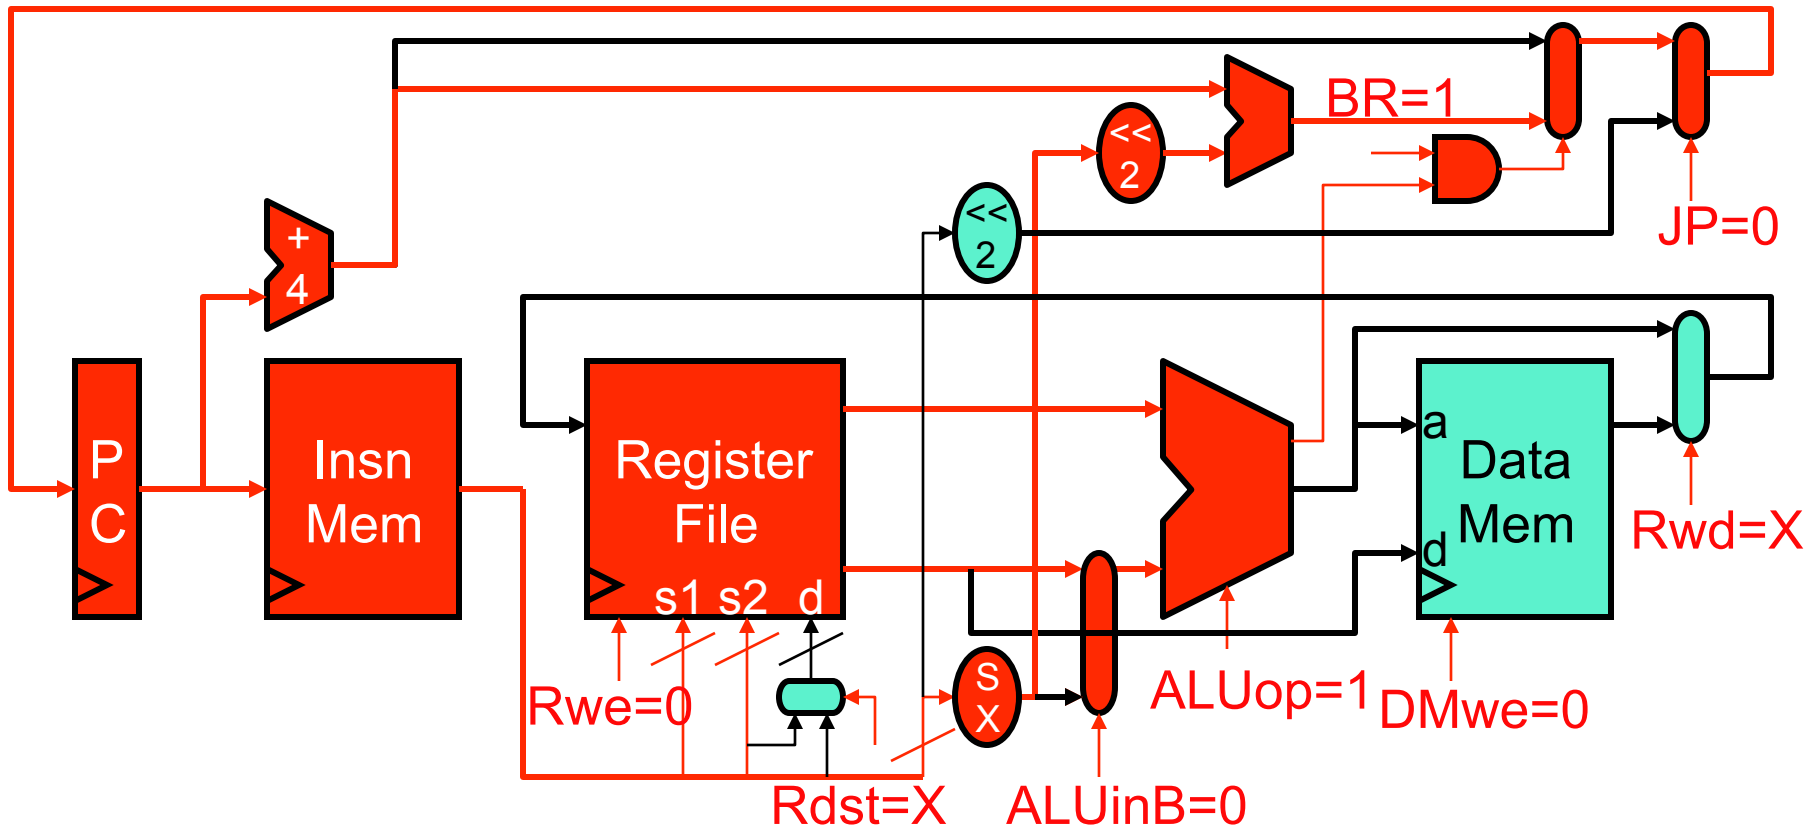 BR=1
<<
2
<<
2
JP=0
+
4
P
C
Insn
Mem
Register
File
s1 s2 d
a
d
Data
Mem
Rwd=X
S
X
Rwe=0
ALUop=1
DMwe=0
Rdst=X
ALUinB=0